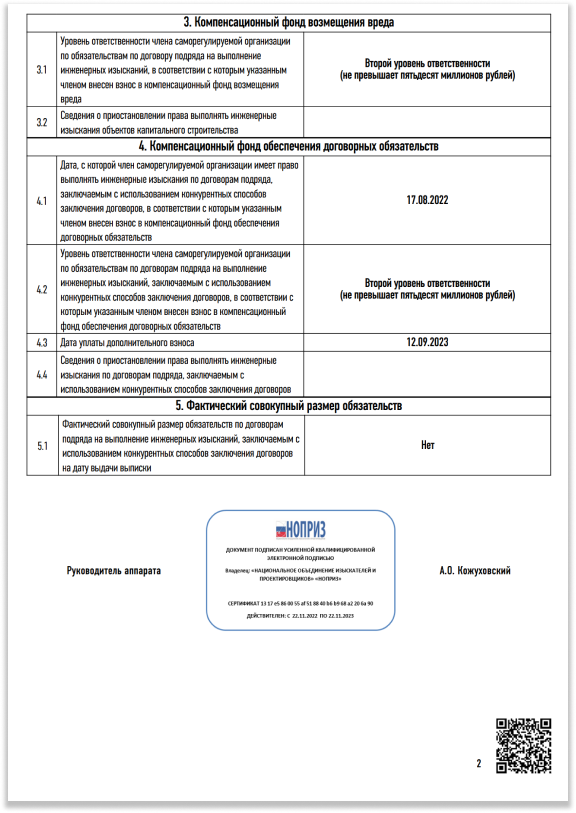 3. Компенсационный фонд возмещения вреда
3.1
Уровень ответственности члена саморегулируемой организации
по обязательствам по договору подряда на выполнение
инженерных изысканий, в соответствии с которым указанным
членом внесен взнос в компенсационный фонд возмещения
вреда
Второй уровень ответственности
(не превышает пятьдесят миллионов рублей)
3.2
Сведения о приостановлении права выполнять инженерные
изыскания объектов капитального строительства
4. Компенсационный фонд обеспечения договорных обязательств
4.1
Дата, с которой член саморегулируемой организации имеет право
выполнять инженерные изыскания по договорам подряда,
заключаемым с использованием конкурентных способов
заключения договоров, в соответствии с которым указанным
членом внесен взнос в компенсационный фонд обеспечения
договорных обязательств
17.08.2022
4.2
Уровень ответственности члена саморегулируемой организации
по обязательствам по договорам подряда на выполнение
инженерных изысканий, заключаемым с использованием
конкурентных способов заключения договоров, в соответствии с
которым указанным членом внесен взнос в компенсационный
фонд обеспечения договорных обязательств
Второй уровень ответственности
(не превышает пятьдесят миллионов рублей)
4.3
Дата уплаты дополнительного взноса
12.09.2023
4.4
Сведения о приостановлении права выполнять инженерные
изыскания по договорам подряда, заключаемым с
использованием конкурентных способов заключения договоров
5. Фактический совокупный размер обязательств
5.1
Фактический совокупный размер обязательств по договорам
подряда на выполнение инженерных изысканий, заключаемым с
использованием конкурентных способов заключения договоров
на дату выдачи выписки
Нет
Руководитель аппарата
НОПРИЗ
ДОКУМЕНТ ПОДПИСАН УСИЛЕННОЙ КВАЛИФИЦИРОВАННОЙ
ЭЛЕКТРОННОЙ ПОДПИСЬЮ
Владелец: «НАЦИОНАЛЬНОЕ ОБЪЕДИНЕНИЕ ИЗЫСКАТЕЛЕЙ И
ПРОЕКТИРОВЩИКОВ» «НОПРИЗ»
СЕРТИФИКАТ 13 17 e5 86 00 55 af 51 88 40 b6 b9 68 a2 20 6a 90
ДЕЙСТВИТЕЛЕН: С 22.11.2022 ПО 22.11.2023
А.О. Кожуховский
2